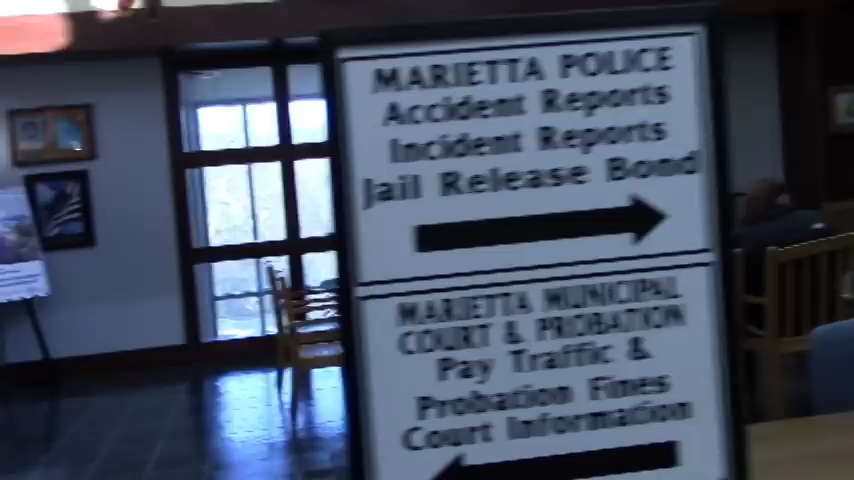 MARIETTA POLICE
Accident Reports
Incident Reports
Jail Release Bond
MARIETTA MUNICIPAL
COURT & PROBATION
Pay Traffic &
Probation Fines
Court Information